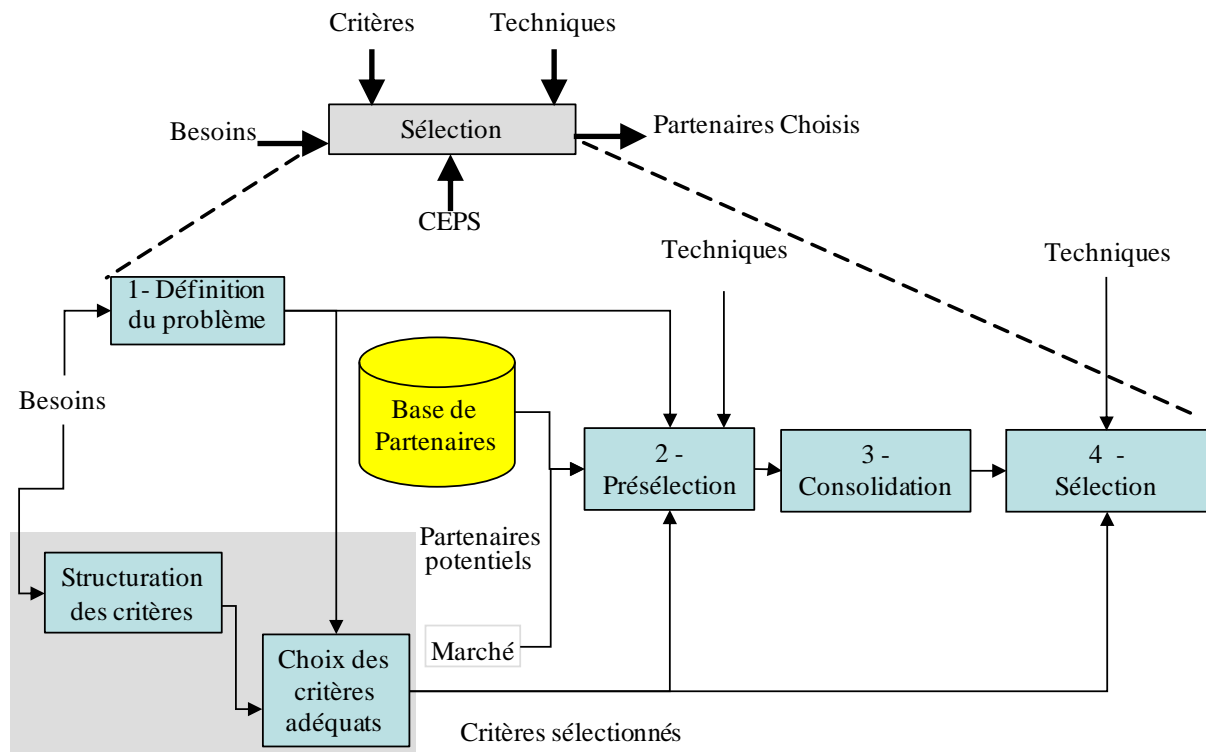 Critères
Techniques
Besoins
Sélection
Partenaires Choisis
CEPS
Techniques
Techniques
1- Définition
du problème
Besoins
Base de
Partenaires
2 -
Présélection
3 -
Consolidation
4 -
Sélection
Partenaires
potentiels
Structuration
des critères
Marché
Choix des
critères
adéquats
Critères sélectionnés